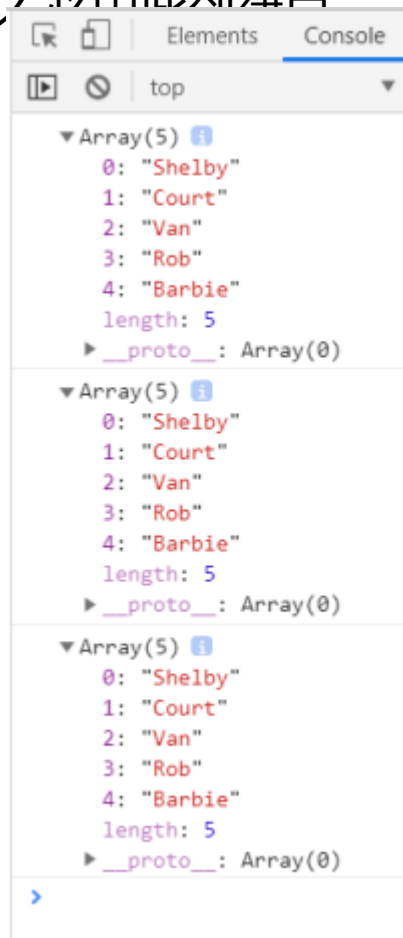 Elements Console
top
▼Array(5) i
0: "Shelby"
1: "Court"
2: "Van"
3: "Rob"
4: "Barbie"
length: 5
▶__proto__: Array(0)
▼Array(5) i
0: "Shelby"
1: "Court"
2: "Van"
3: "Rob"
4: "Barbie"
length: 5
▶__proto__: Array(0)
▼Array(5) i
0: "Shelby"
1: "Court"
2: "Van"
3: "Rob"
4: "Barbie"
length: 5
▶__proto__: Array(0)